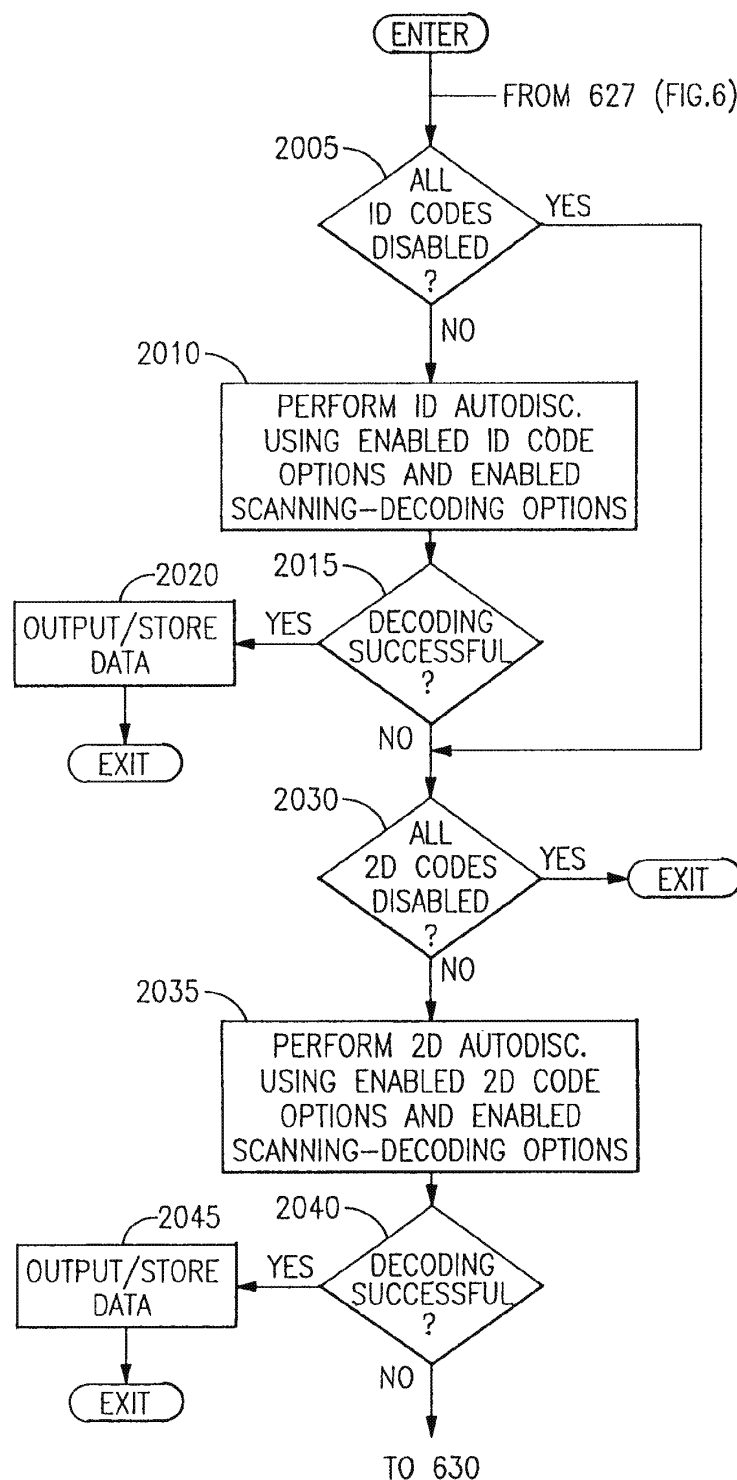 ENTER
FROM 627 (FIG.6)
2005
ALL
1D CODES
DISABLED
?
YES
NO
2010
PERFORM 1D AUTODISC.
USING ENABLED 1D CODE
OPTIONS AND ENABLED
SCANNING-DECODING OPTIONS
2015
DECODING
SUCCESSFUL
?
YES
2020
OUTPUT/STORE
DATA
EXIT
NO
2030
ALL
2D CODES
DISABLED
?
YES
EXIT
NO
2035
PERFORM 2D AUTODISC.
USING ENABLED 2D CODE
OPTIONS AND ENABLED
SCANNING-DECODING OPTIONS
2040
DECODING
SUCCESSFUL
?
YES
2045
OUTPUT/STORE
DATA
EXIT
NO
TO 630